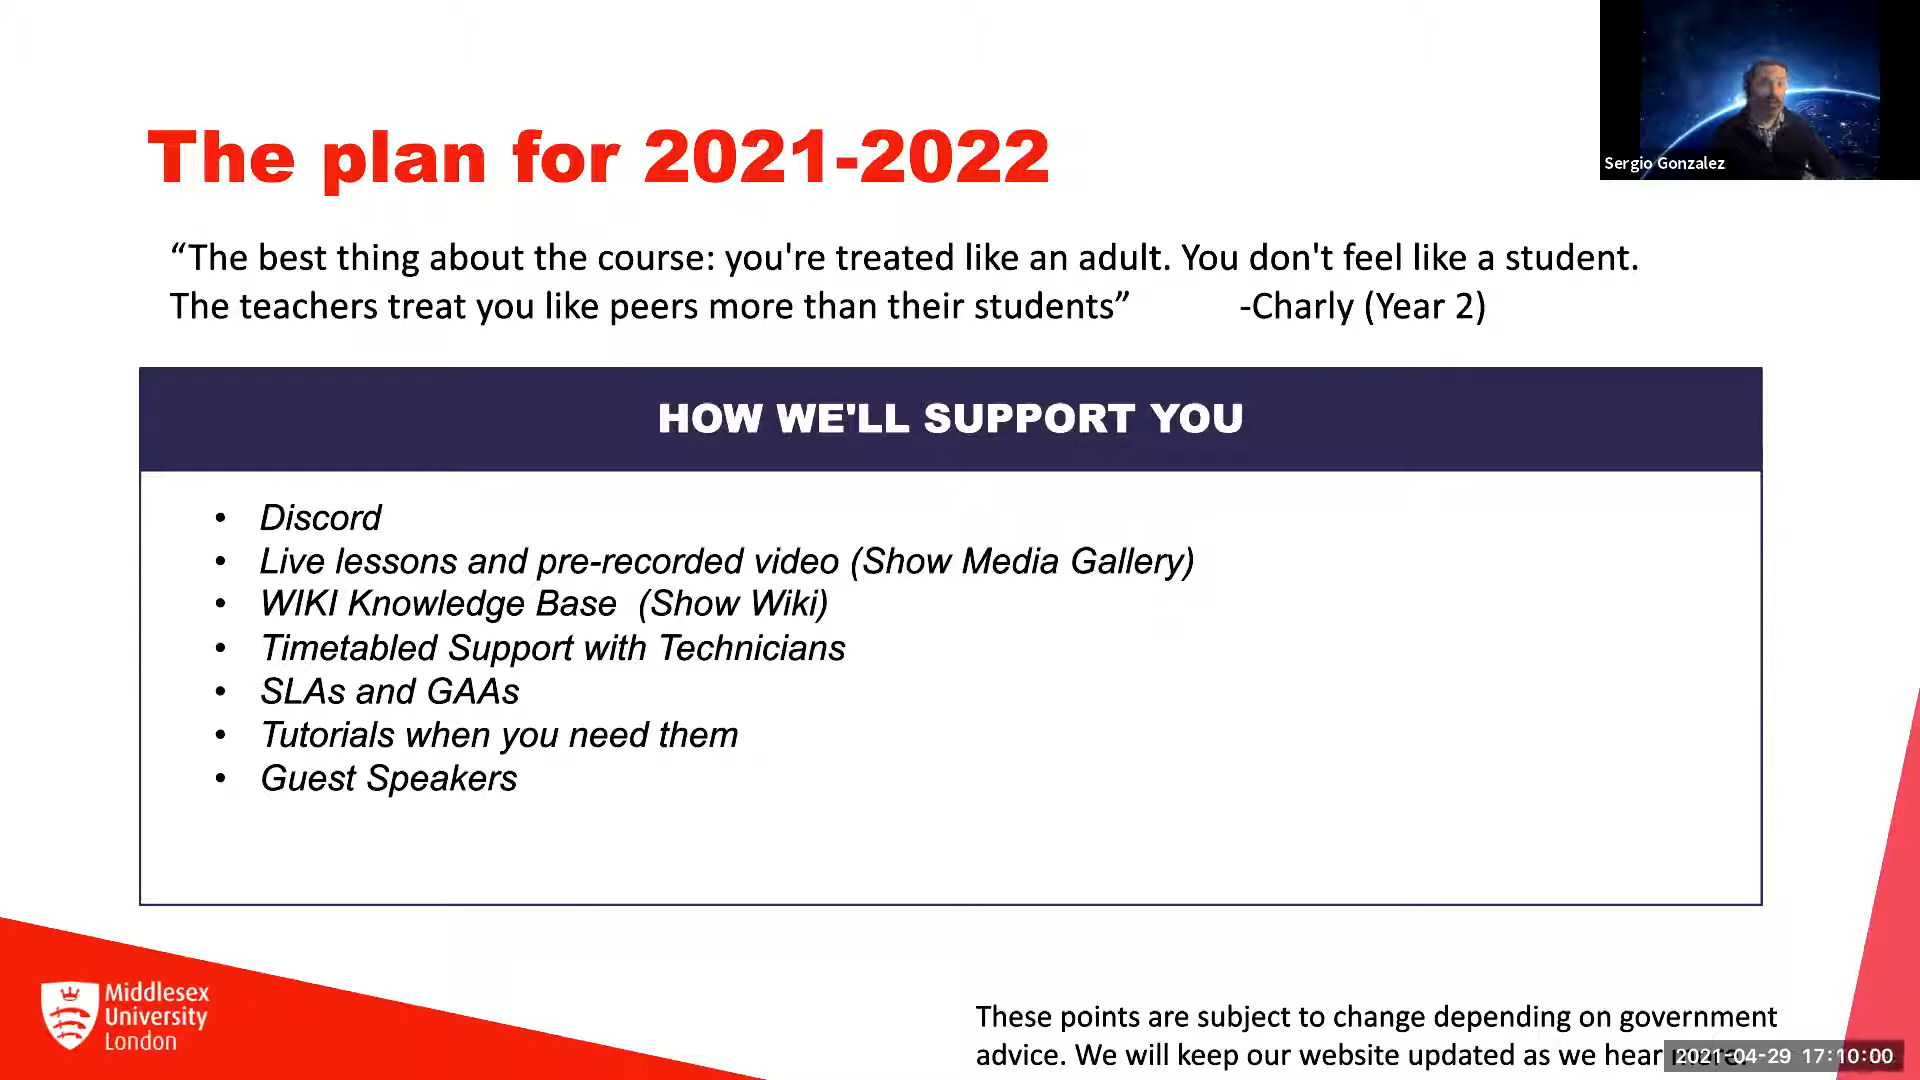 Sergio Gonzalez
The plan for 2021-2022
“The best thing about the course: you're treated like an adult. You don't feel like a student.
The teachers treat you like peers more than their students” -Charly (Year 2)
HOW WE'LL SUPPORT YOU
• Discord
• Live lessons and pre-recorded video (Show Media Gallery)
• WIKI Knowledge Base (Show Wiki)
• Timetabled Support with Technicians
• SLAs and GAAs
• Tutorials when you need them
• Guest Speakers
Middlesex
University
London
These points are subject to change depending on government
advice. We will keep our website updated as we hear
2021-04-29 17:10:00